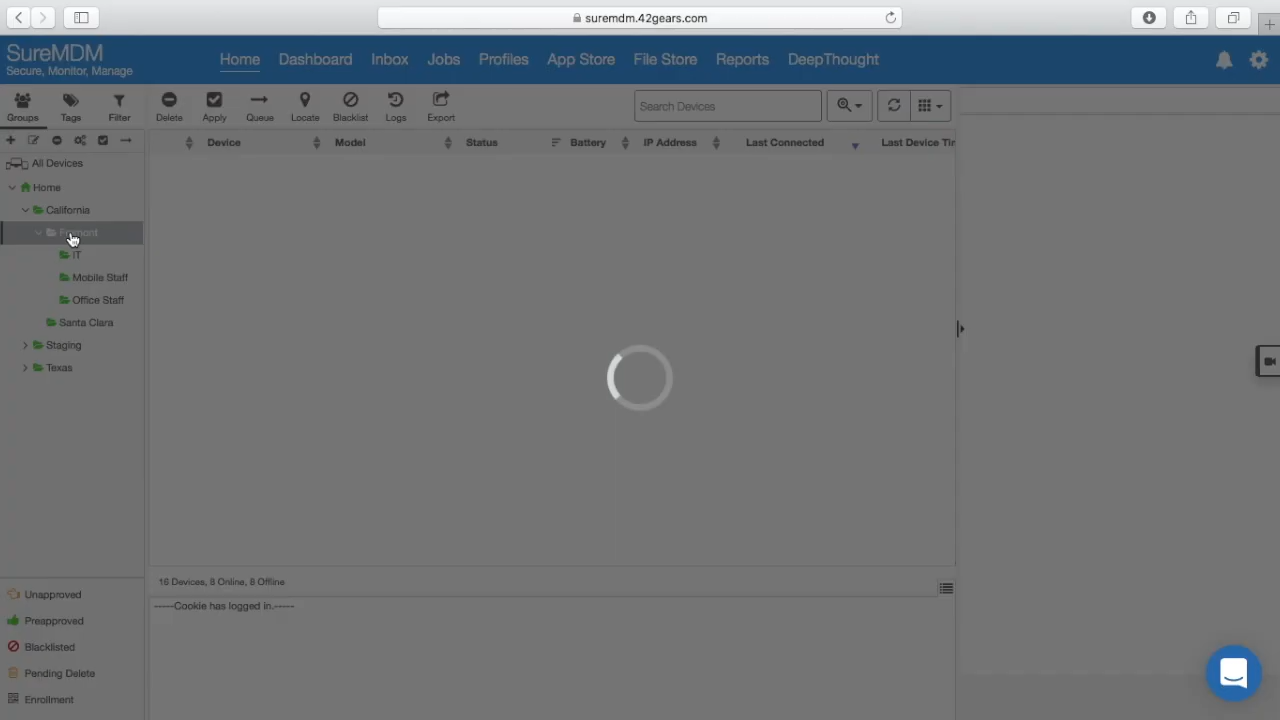 suremdm.42gears.com
SureMDM
Secure, Monitor, Manage
Home Dashboard Inbox Jobs Profiles App Store File Store Reports DeepThought
Groups Tags Filter Delete Apply Queue Locate Blacklist Logs Export
Search Devices
Device Model Status Battery IP Address Last Connected Last Device Tir
All Devices
Home
California
Fremont
IT
Mobile Staff
Office Staff
Santa Clara
Staging
Texas
16 Devices, 8 Online, 8 Offline
-----Cookie has logged in.-----
Unapproved
Preapproved
Blacklisted
Pending Delete
Enrollment